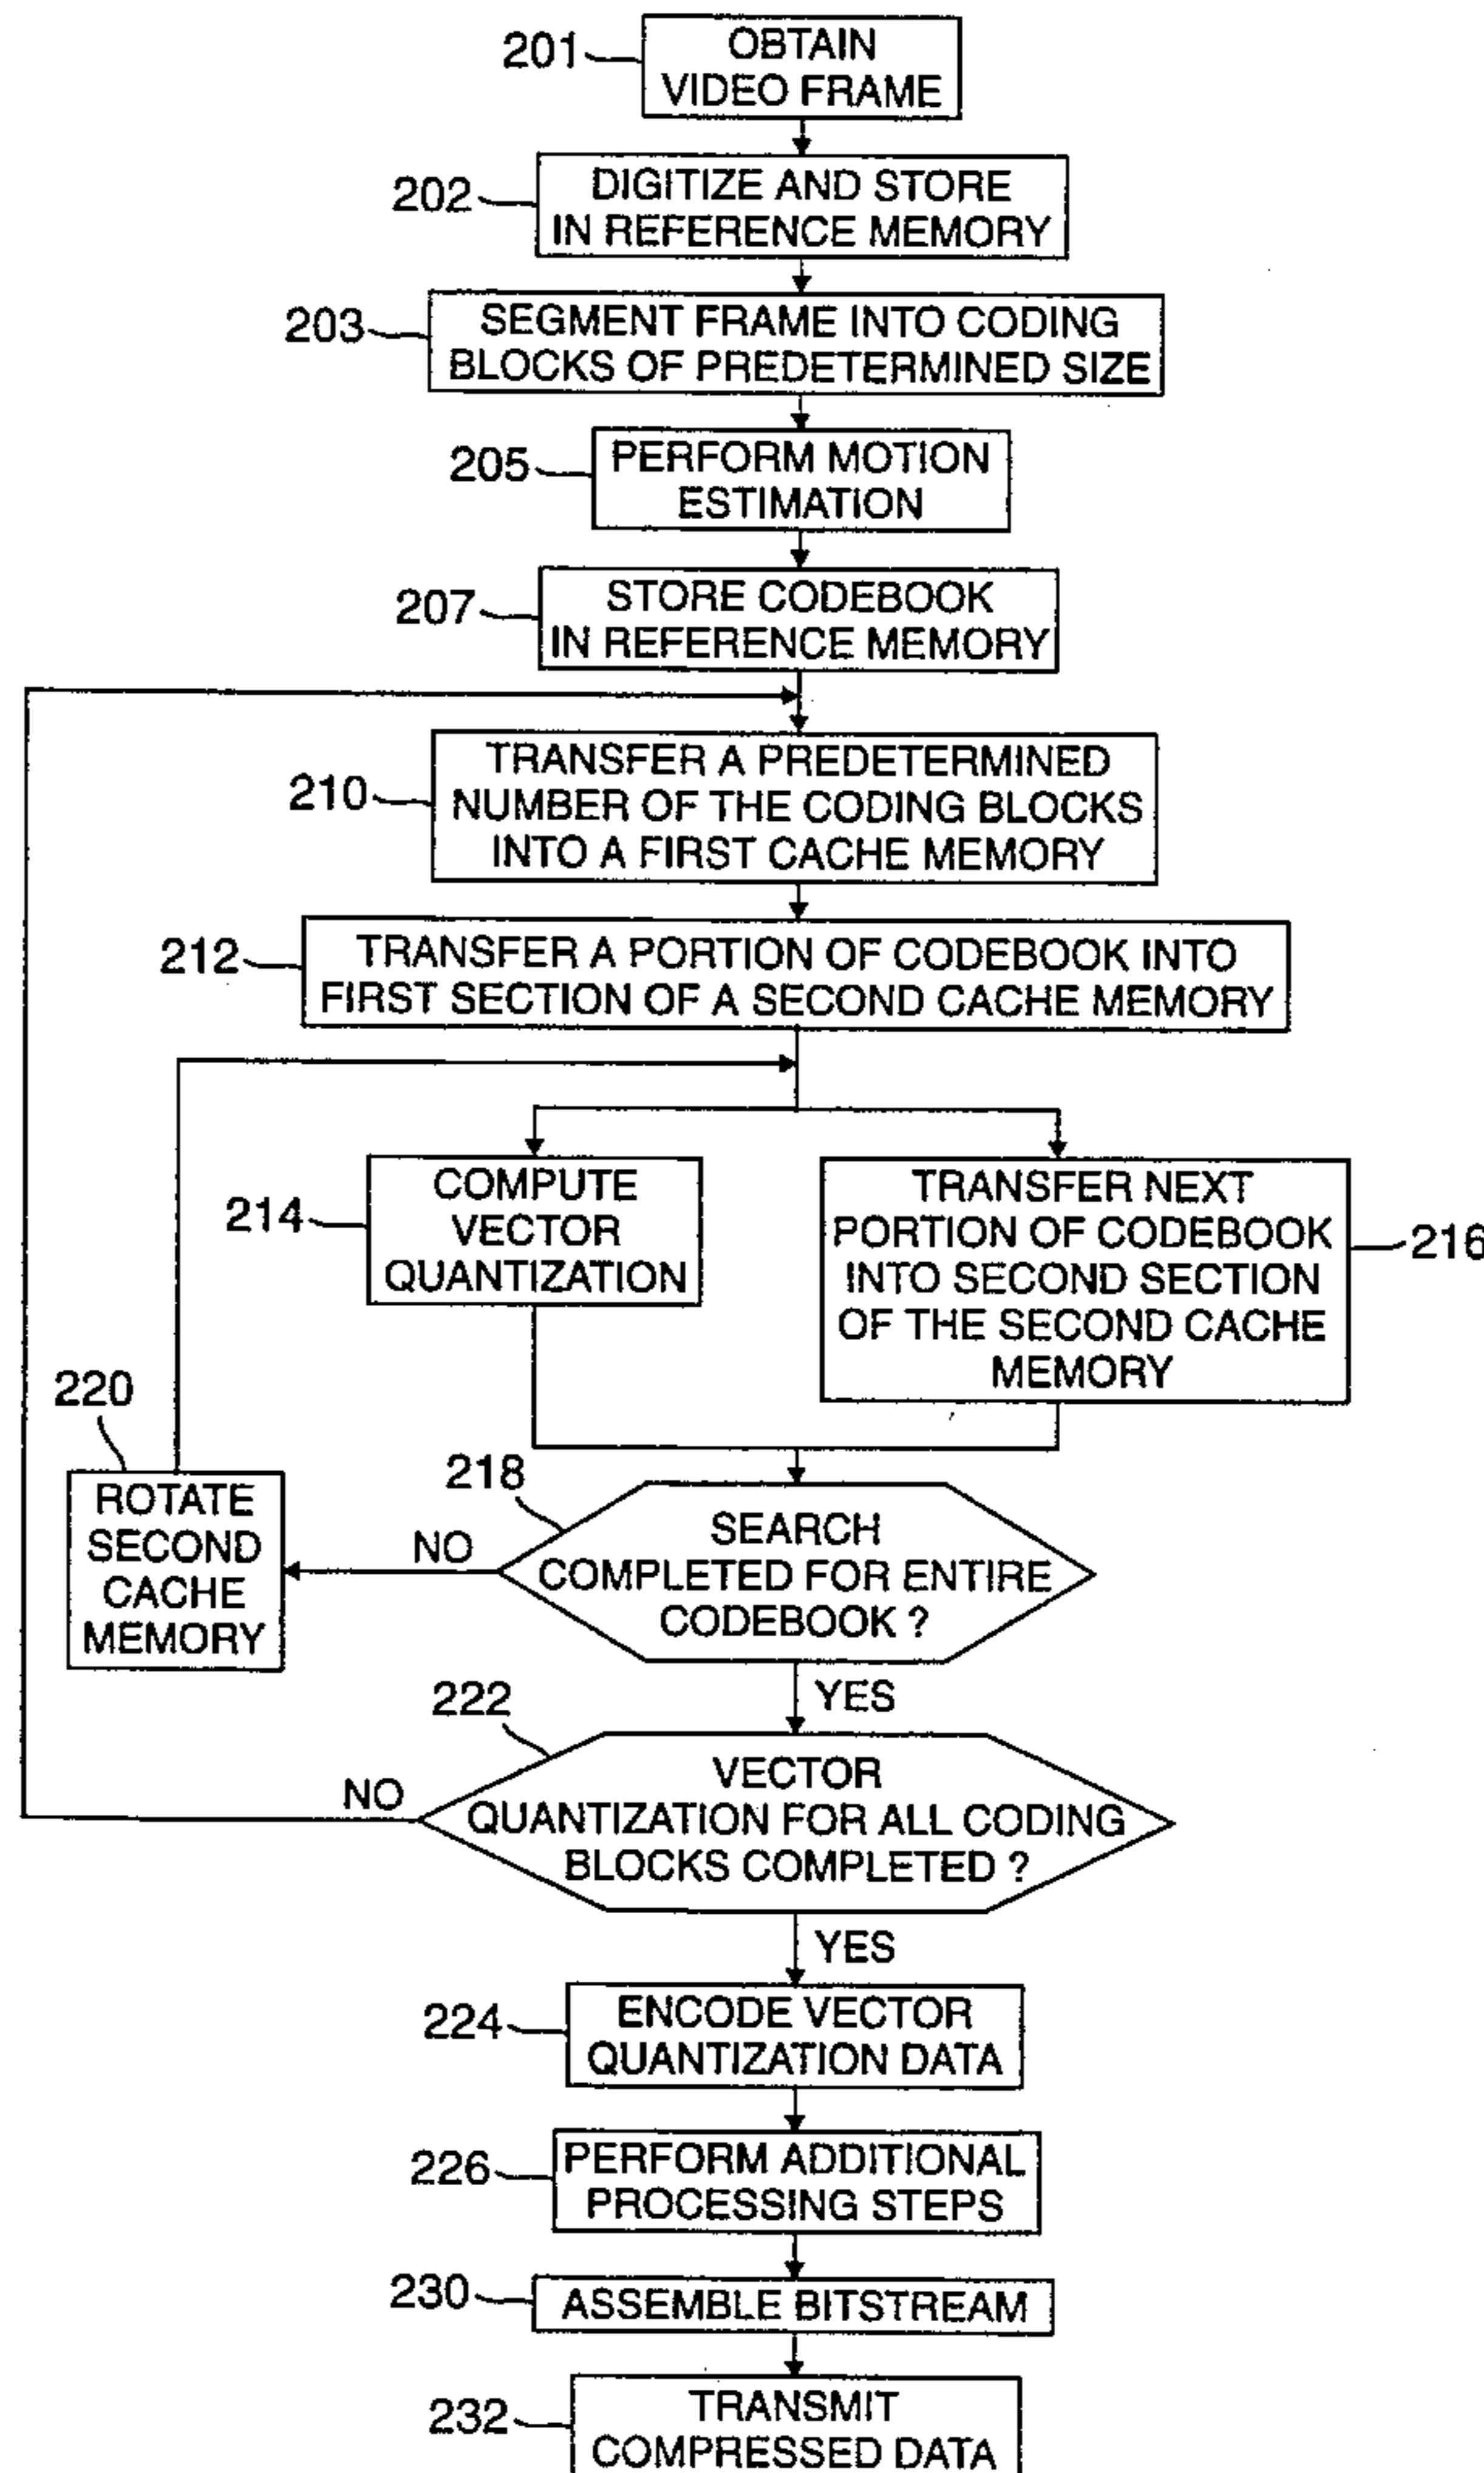 201
OBTAIN
VIDEO FRAME
202
DIGITIZE AND STORE
IN REFERENCE MEMORY
203
SEGMENT FRAME INTO CODING
BLOCKS OF PREDETERMINED SIZE
205
PERFORM MOTION
ESTIMATION
207
STORE CODEBOOK
IN REFERENCE MEMORY
210
TRANSFER A PREDETERMINED
NUMBER OF THE CODING BLOCKS
INTO A FIRST CACHE MEMORY
212
TRANSFER A PORTION OF CODEBOOK INTO
FIRST SECTION OF A SECOND CACHE MEMORY
214
COMPUTE
VECTOR
QUANTIZATION
TRANSFER NEXT
PORTION OF CODEBOOK
INTO SECOND SECTION
OF THE SECOND CACHE
MEMORY
216
220
ROTATE
SECOND
CACHE
MEMORY
NO
218
SEARCH
COMPLETED FOR ENTIRE
CODEBOOK ?
YES
222
NO
VECTOR
QUANTIZATION FOR ALL CODING
BLOCKS COMPLETED ?
YES
224
ENCODE VECTOR
QUANTIZATION DATA
226
PERFORM ADDITIONAL
PROCESSING STEPS
230
ASSEMBLE BITSTREAM
232
TRANSMIT
COMPRESSED DATA